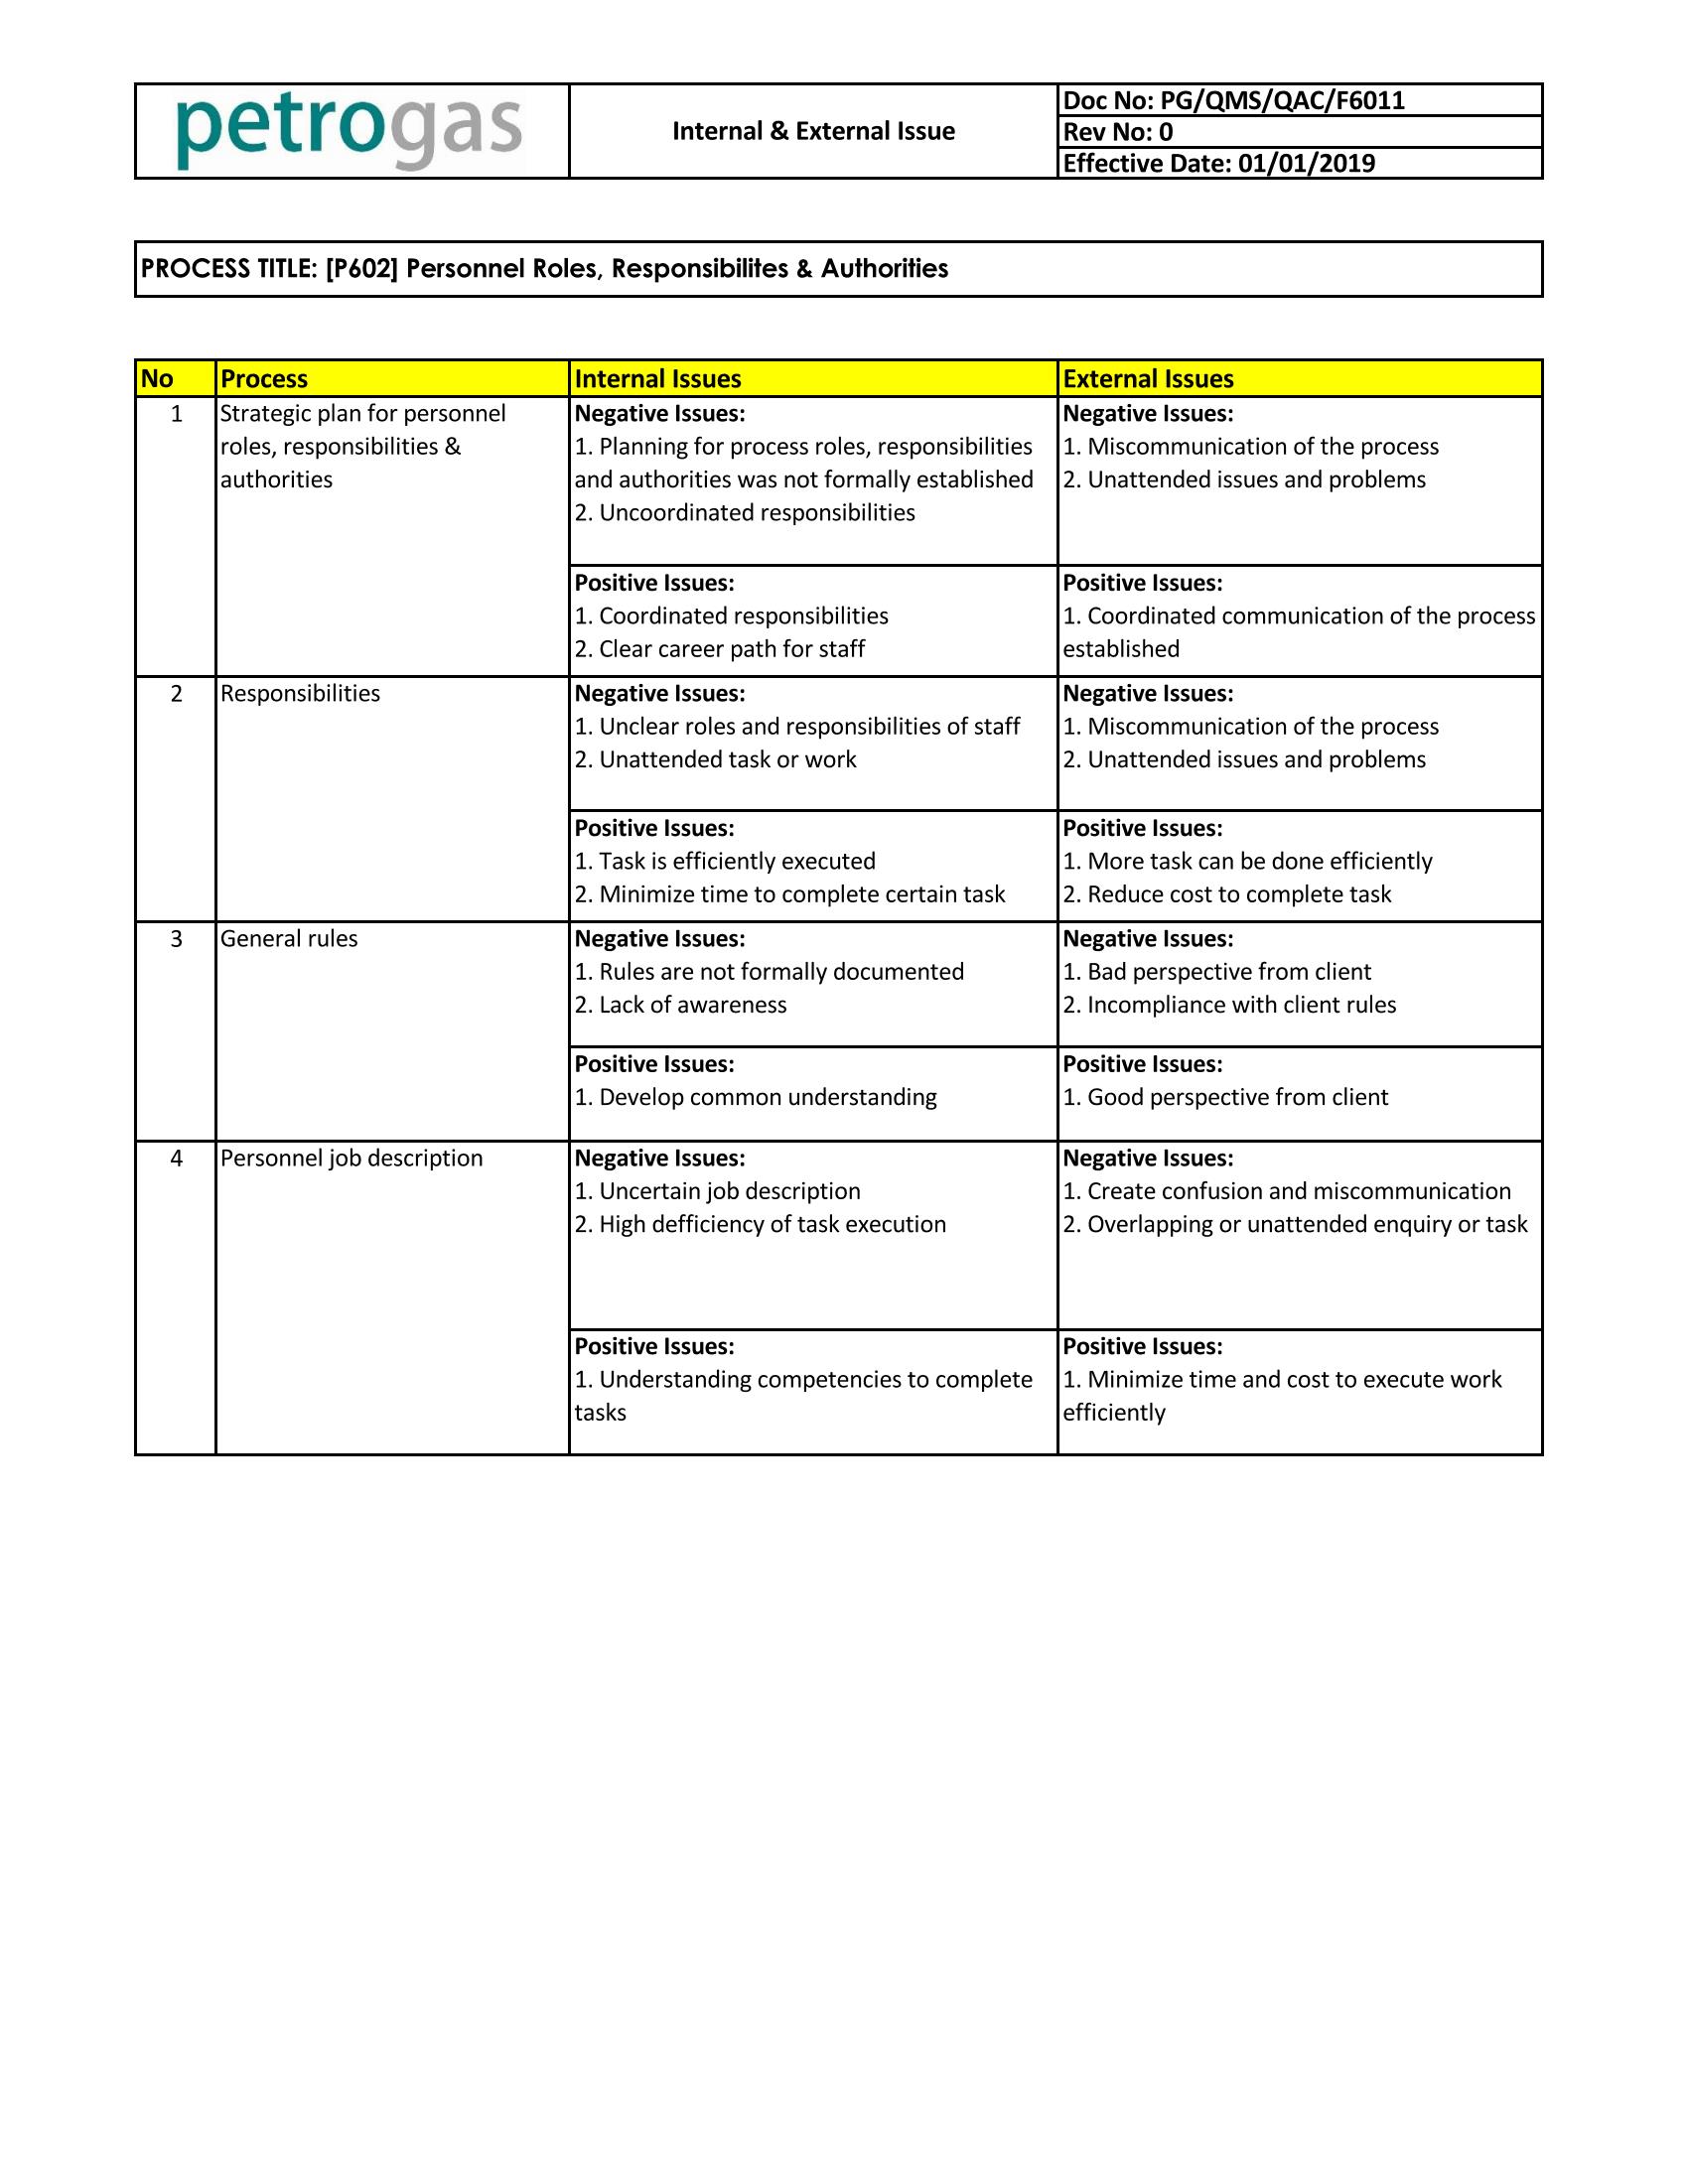 petrogas
Internal & External Issue
Doc No: PG/QMS/QAC/F6011
Rev No: 0
Effective Date: 01/01/2019
PROCESS TITLE: [P602] Personnel Roles, Responsibilites & Authorities
No Process Internal Issues External Issues
1
Strategic plan for personnel
roles, responsibilities &
authorities
Negative Issues:
1. Planning for process roles, responsibilities
and authorities was not formally established
2. Uncoordinated responsibilities
Negative Issues:
1. Miscommunication of the process
2. Unattended issues and problems
Positive Issues:
1. Coordinated responsibilities
2. Clear career path for staff
Positive Issues:
1. Coordinated communication of the process
established
2
Responsibilities
Negative Issues:
1. Unclear roles and responsibilities of staff
2. Unattended task or work
Negative Issues:
1. Miscommunication of the process
2. Unattended issues and problems
Positive Issues:
1. Task is efficiently executed
2. Minimize time to complete certain task
Positive Issues:
1. More task can be done efficiently
2. Reduce cost to complete task
3
General rules
Negative Issues:
1. Rules are not formally documented
2. Lack of awareness
Negative Issues:
1. Bad perspective from client
2. Incompliance with client rules
Positive Issues:
1. Develop common understanding
Positive Issues:
1. Good perspective from client
4
Personnel job description
Negative Issues:
1. Uncertain job description
2. High defficiency of task execution
Negative Issues:
1. Create confusion and miscommunication
2. Overlapping or unattended enquiry or task
Positive Issues:
1. Understanding competencies to complete
tasks
Positive Issues:
1. Minimize time and cost to execute work
efficiently